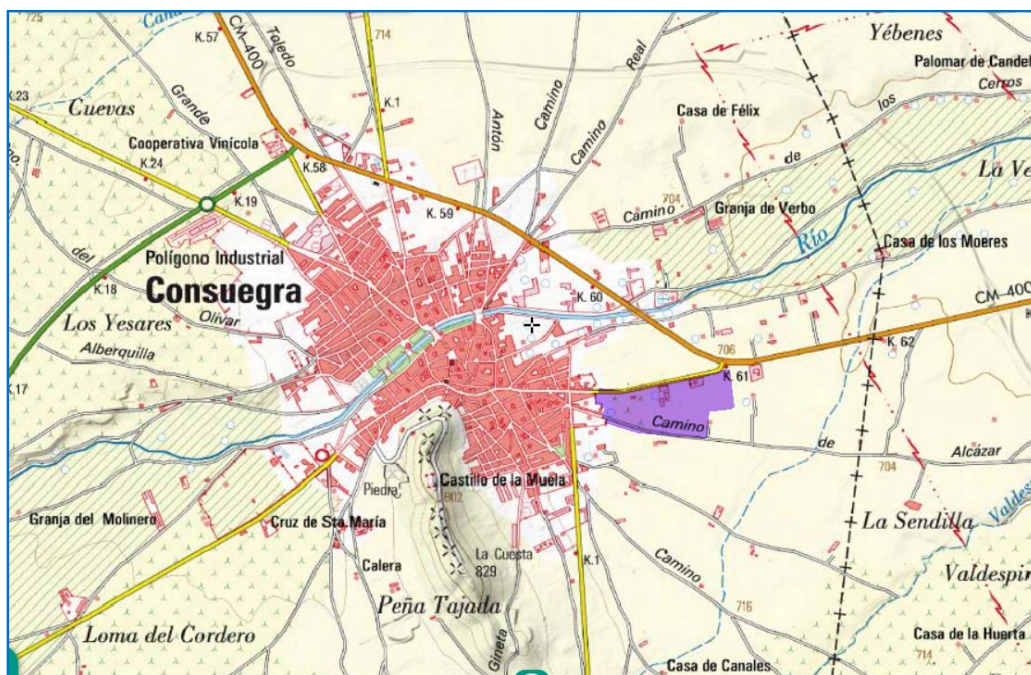 725
Cana
K.57
CM-400
Toledo
714
Real
Yébenes
Palomar de Candel
Cerros
K.23
Cuevas
Grande
K.1
Antón
Camino
Casa de Félix
los
Cooperativa Vinícola
K.24
K.58
Camino
de
La Ve
K.19
K. 59
704
Camino
Granja de Verbo
Río
Casa de los Moeres
del
Polígono Industrial
K.18
Consuegra
K. 60
CM-400
Los Yesares
Olivar
Alberquilla
706
K. 62
K.17
K. 61
Camino
de
Alcázar
704
Piedra
Castillo de la Muela
802
Granja del Molinero
Cruz de Sta.María
La Sendilla
Valdesp
La Cuesta
829
K.1
Calera
Camino
Valdespir
Peña Tajada
716
Loma del Cordero
Gineta
Casa de la Huerta
714
Casa de Canales